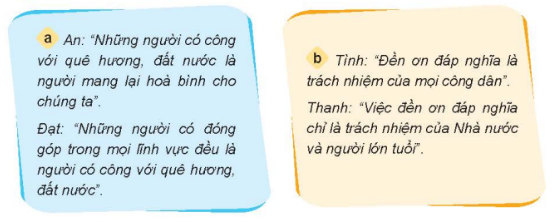 a An: “Những người có công
với quê hương, đất nước là
người mang lại hoà bình cho
chúng ta”.
Đạt: “Những người có đóng
góp trong mọi lĩnh vực đều là
người có công với quê hương,
đất nước”.
b Tình: “Đền ơn đáp nghĩa là
trách nhiệm của mọi công dân”.
Thanh: “Việc đền ơn đáp nghĩa
chỉ là trách nhiệm của Nhà nước
và người lớn tuổi”.